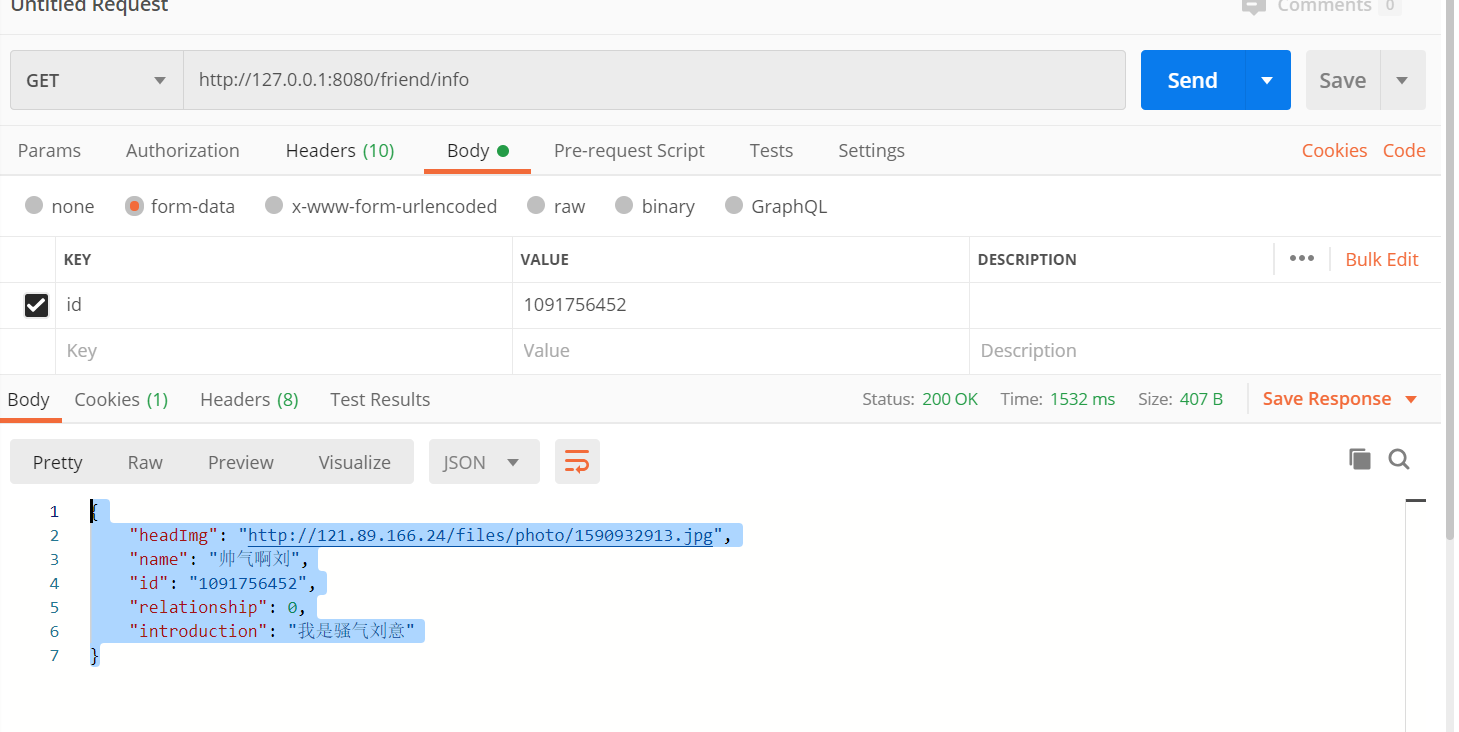 Untitled Request
Comments 0
GET http://127.0.0.1:8080/friend/info Send Save
Params Authorization Headers (10) Body Pre-request Script Tests Settings Cookies Code
none form-data x-www-form-urlencoded raw binary GraphQL
KEY VALUE DESCRIPTION ••• Bulk Edit
id 1091756452
Key Value Description
Body Cookies (1) Headers (8) Test Results Status: 200 OK Time: 1532 ms Size: 407 B Save Response
Pretty Raw Preview Visualize JSON
1 {
2 "headImg": "http://121.89.166.24/files/photo/1590932913.jpg",
3 "name": "帅气啊刘",
4 "id": "1091756452",
5 "relationship": 0,
6 "introduction": "我是骚气刘意"
7 }